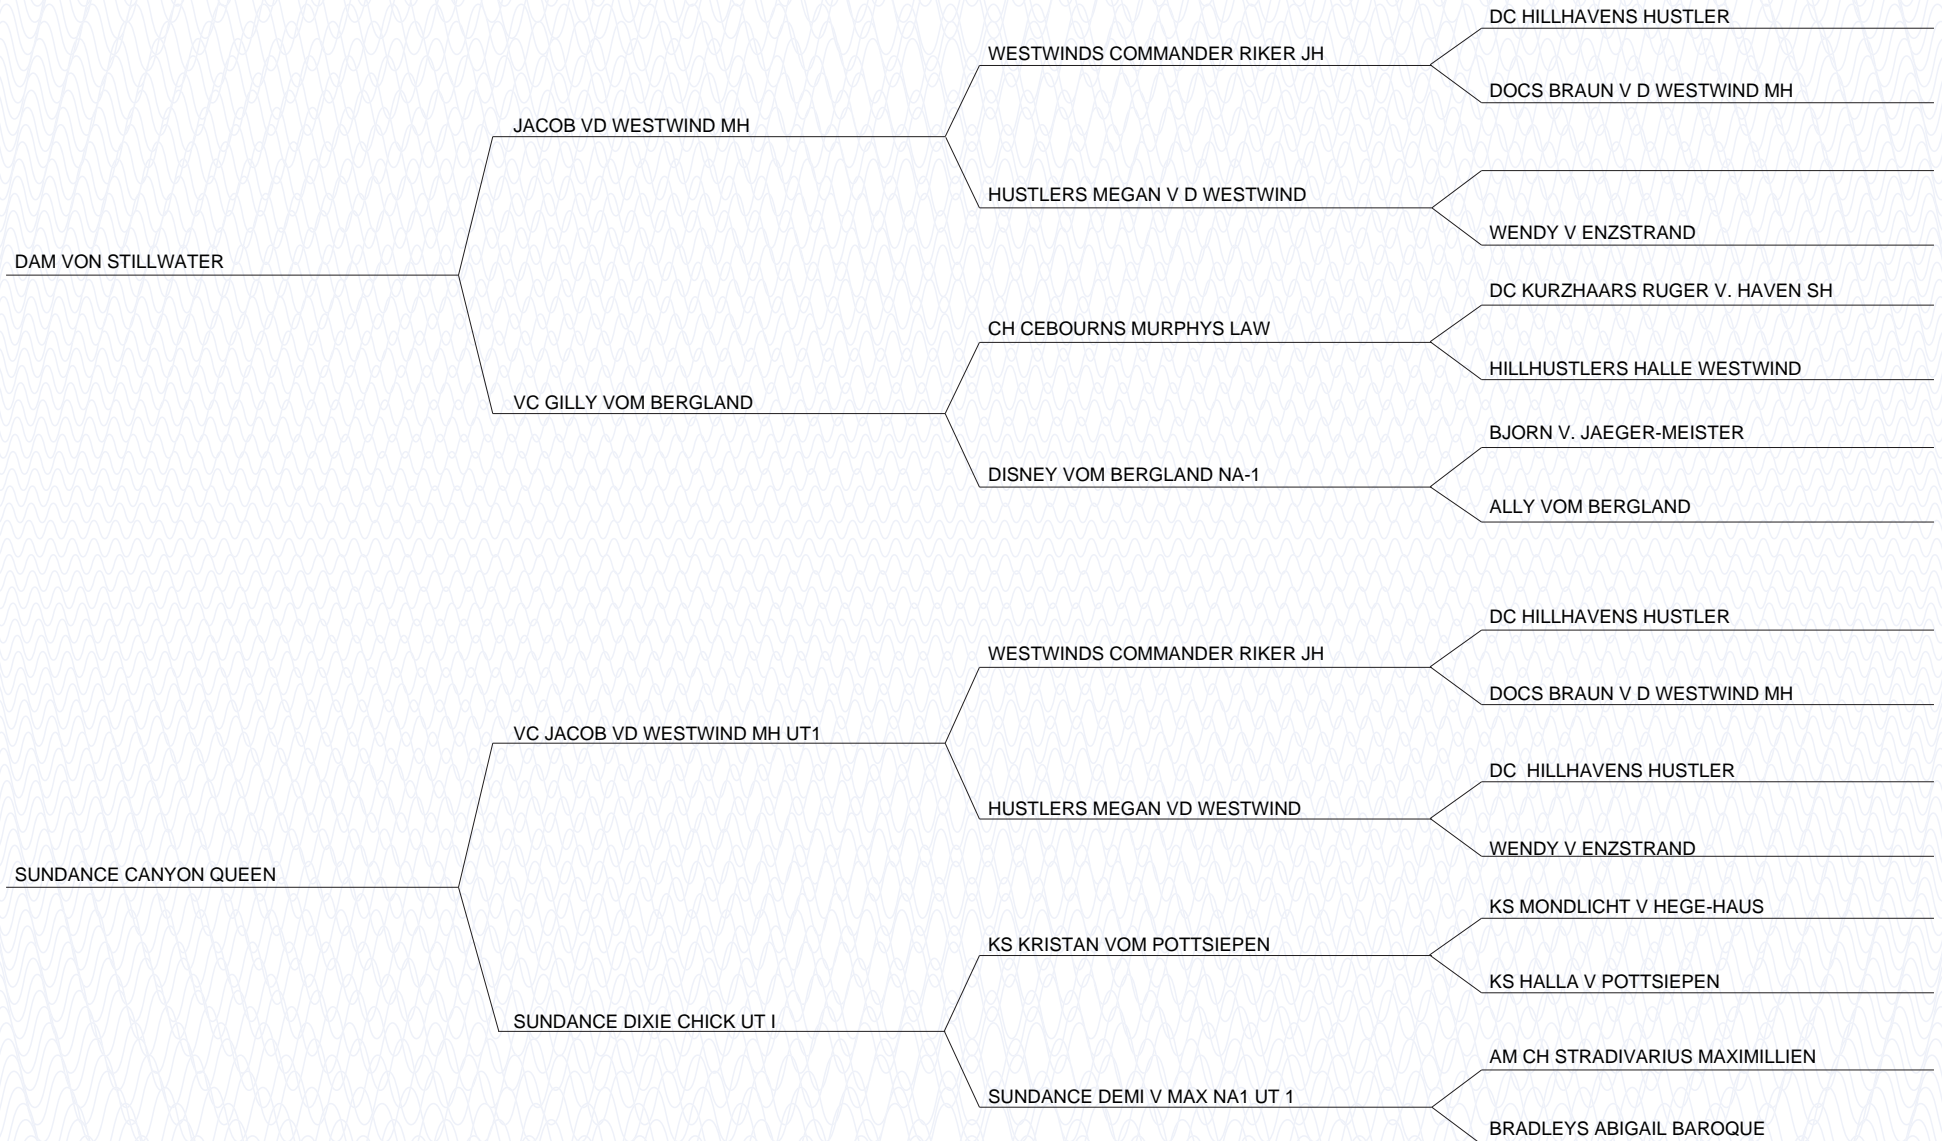 DC HILLHAVENS HUSTLER
WESTWINDS COMMANDER RIKER JH
DOCS BRAUN V D WESTWIND MH
JACOB VD WESTWIND MH
HUSTLERS MEGAN V D WESTWIND
WENDY V ENZSTRAND
DAM VON STILLWATER
DC KURZHAARS RUGER V. HAVEN SH
CH CEBOURNS MURPHYS LAW
HILLHUSTLERS HALLE WESTWIND
VC GILLY VOM BERGLAND
BJORN V. JAEGER-MEISTER
DISNEY VOM BERGLAND NA-1
ALLY VOM BERGLAND
DC HILLHAVENS HUSTLER
WESTWINDS COMMANDER RIKER JH
DOCS BRAUN V D WESTWIND MH
VC JACOB VD WESTWIND MH UT1
DC  HILLHAVENS HUSTLER
HUSTLERS MEGAN VD WESTWIND
WENDY V ENZSTRAND
SUNDANCE CANYON QUEEN
KS MONDLICHT V HEGE-HAUS
KS KRISTAN VOM POTTSIEPEN
KS HALLA V POTTSIEPEN
SUNDANCE DIXIE CHICK UT I
AM CH STRADIVARIUS MAXIMILLIEN
SUNDANCE DEMI V MAX NA1 UT 1
BRADLEYS ABIGAIL BAROQUE